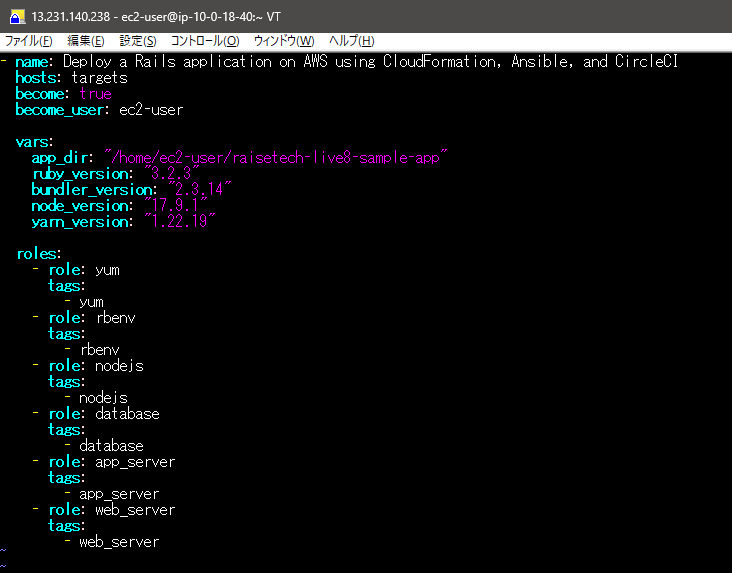 13.231.140.238 - ec2-user@ip-10-0-18-40:~ VT
ファイル(F) 編集(E) 設定(S) コントロール(O) ウィンドウ(W) ヘルプ(H)
- name: Deploy a Rails application on AWS using CloudFormation, Ansible, and CircleCI
  hosts: targets
  become: true
  become_user: ec2-user

  vars:
    app_dir: "/home/ec2-user/raisetech-live8-sample-app"
    ruby_version: "3.2.3"
    bundler_version: "2.3.14"
    node_version: "17.9.1"
    yarn_version: "1.22.19"

  roles:
    - role: yum
      tags:
        - yum
    - role: rbenv
      tags:
        - rbenv
    - role: nodejs
      tags:
        - nodejs
    - role: database
      tags:
        - database
    - role: app_server
      tags:
        - app_server
    - role: web_server
      tags:
        - web_server
~
~